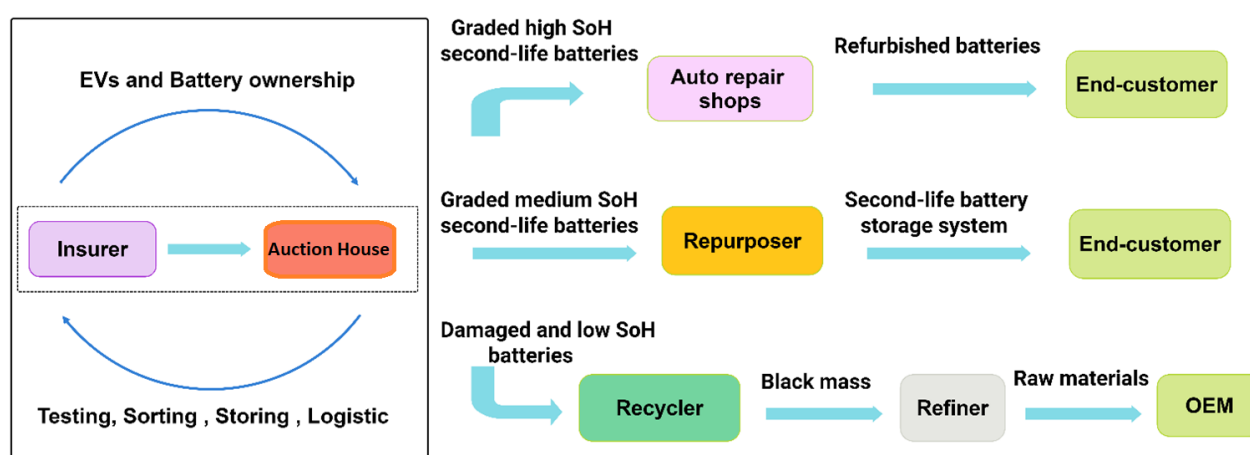 EVs and Battery ownership
Insurer
Auction House
Testing, Sorting , Storing , Logistic
Graded high SoH
second-life batteries
Auto repair
shops
Refurbished batteries
End-customer
Graded medium SoH
second-life batteries
Repurposer
Second-life battery
storage system
End-customer
Damaged and low SoH
batteries
Recycler
Black mass
Refiner
Raw materials
OEM